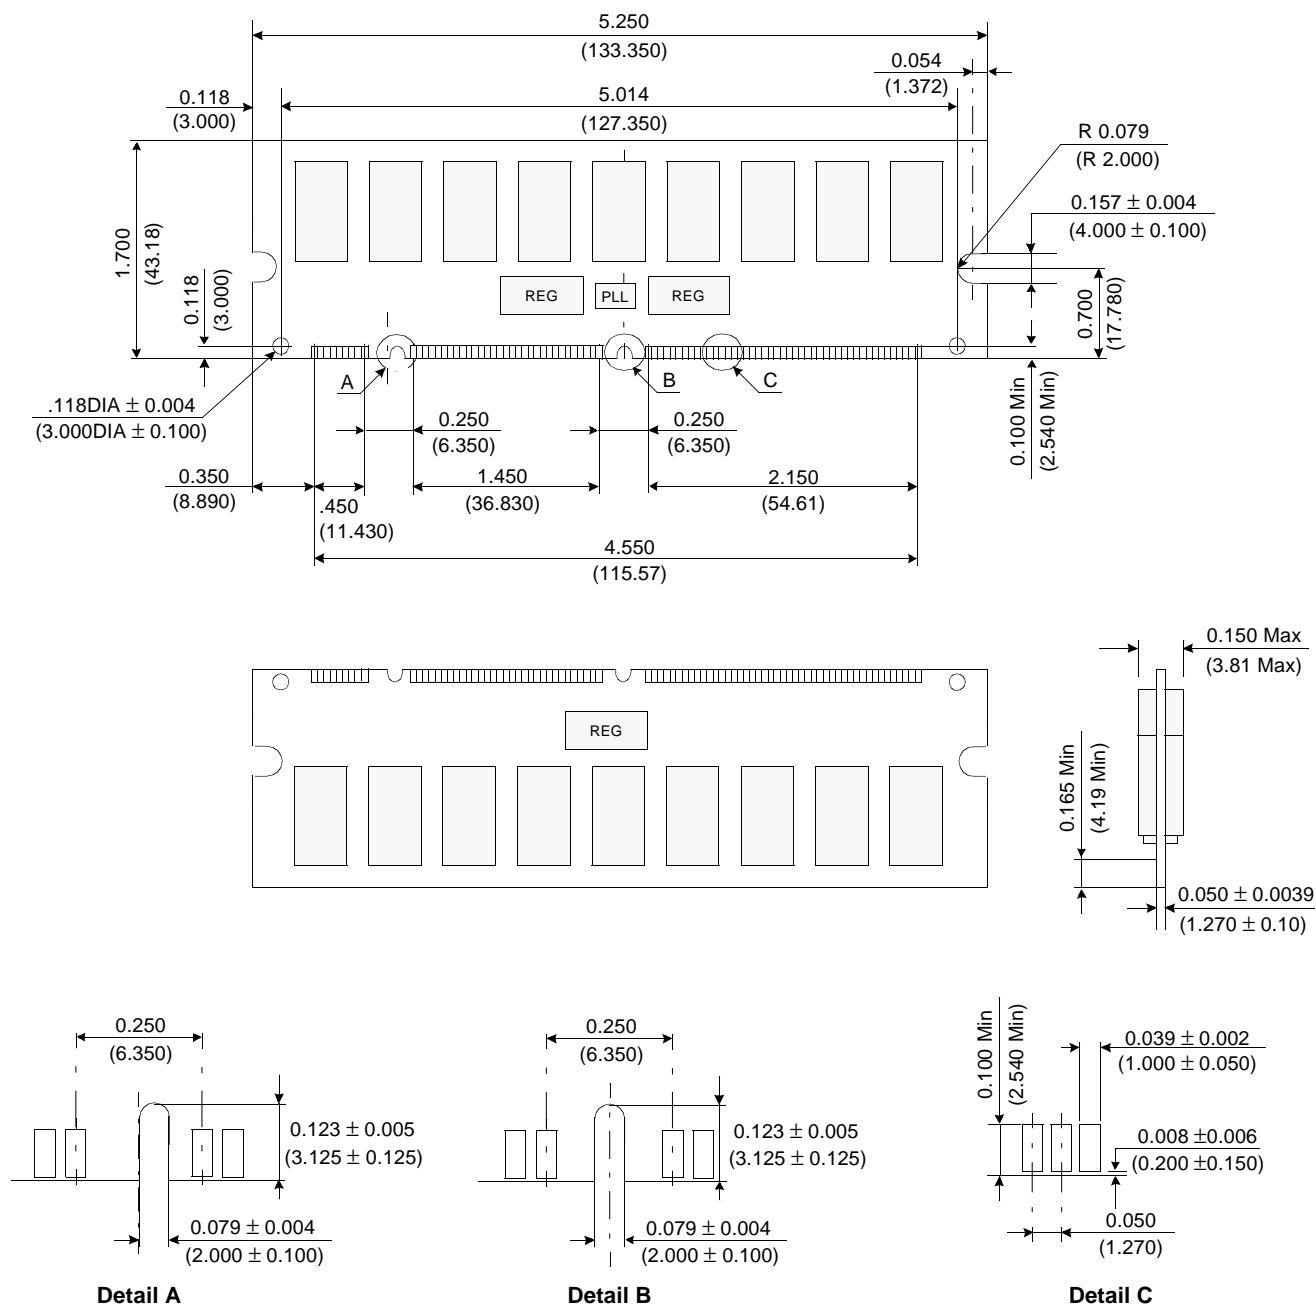 5.250
(133.350)
0.054
(1.372)
0.118
(3.000)
5.014
(127.350)
R 0.079
(R 2.000)
0.157 ± 0.004
(4.000 ± 0.100)
1.700
(43.18)
0.118
(3.000)
REG
PLL
REG
0.700
(17.780)
A
B
C
.118DIA ± 0.004
(3.000DIA ± 0.100)
0.250
(6.350)
0.250
(6.350)
0.100 Min
(2.540 Min)
0.350
(8.890)
.450
(11.430)
1.450
(36.830)
2.150
(54.61)
4.550
(115.57)
0.150 Max
(3.81 Max)
REG
0.165 Min
(4.19 Min)
0.050 ± 0.0039
(1.270 ± 0.10)
0.250
(6.350)
0.123 ± 0.005
(3.125 ± 0.125)
0.079 ± 0.004
(2.000 ± 0.100)
Detail A
0.250
(6.350)
0.123 ± 0.005
(3.125 ± 0.125)
0.079 ± 0.004
(2.000 ± 0.100)
Detail B
0.100 Min
(2.540 Min)
0.039 ± 0.002
(1.000 ± 0.050)
0.008 ±0.006
(0.200 ±0.150)
0.050
(1.270)
Detail C